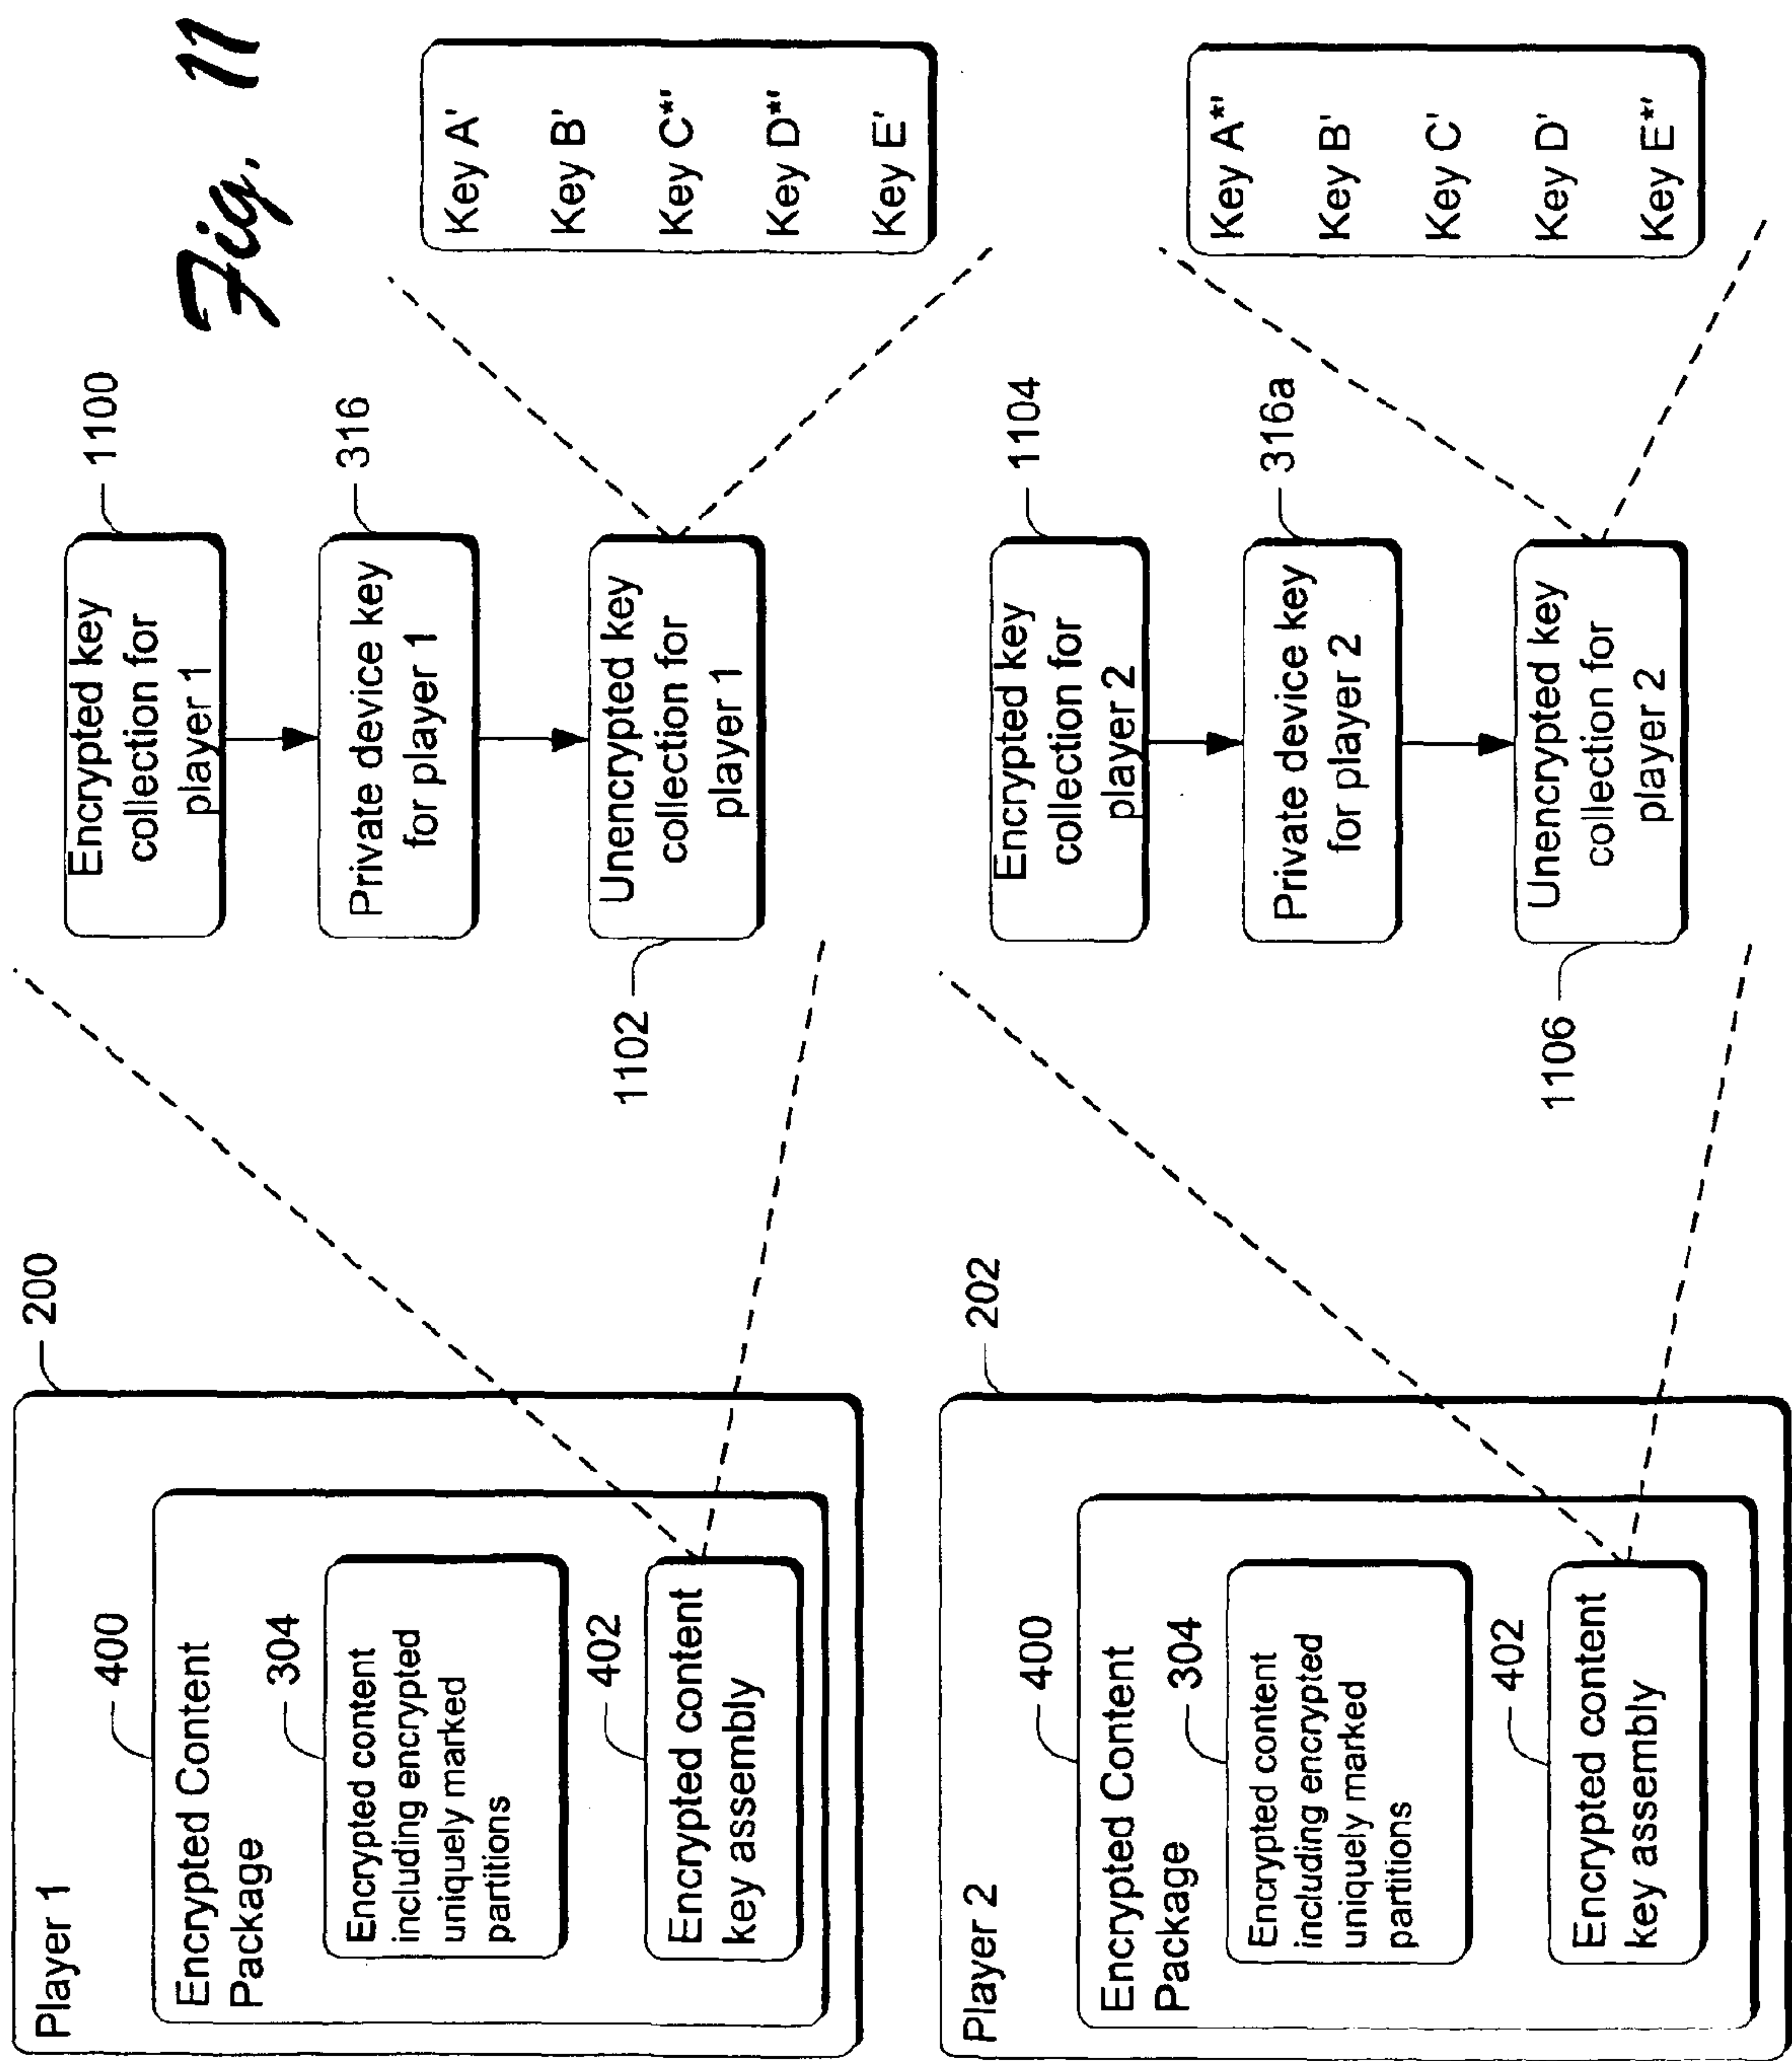 Fig. 11
Player 1
200
Encrypted Content
Package
400
Encrypted content
including encrypted
uniquely marked
partitions
304
Encrypted content
key assembly
402
Encrypted key
collection for
player 1
1100
Private device key
for player 1
316
Unencrypted key
collection for
player 1
1102
Key A'
Key B'
Key C*'
Key D*'
Key E'
Player 2
202
Encrypted Content
Package
400
Encrypted content
including encrypted
uniquely marked
partitions
304
Encrypted content
key assembly
402
Encrypted key
collection for
player 2
1104
Private device key
for player 2
316a
Unencrypted key
collection for
player 2
1106
Key A*'
Key B'
Key C'
Key D'
Key E*'